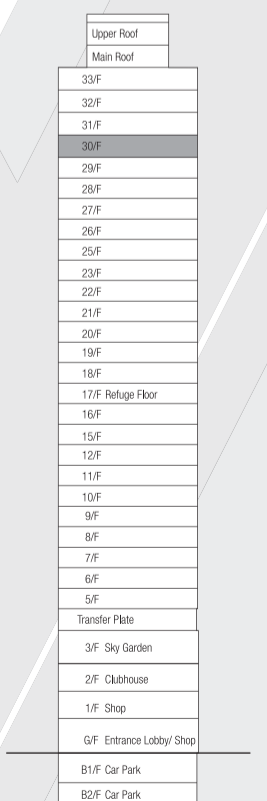 Upper Roof
Main Roof
33/F
32/F
31/F
30/F
29/F
28/F
27/F
26/F
25/F
23/F
22/F
21/F
20/F
19/F
18/F
17/F Refuge Floor
16/F
15/F
12/F
11/F
10/F
9/F
8/F
7/F
6/F
5/F
Transfer Plate
3/F Sky Garden
2/F Clubhouse
1/F Shop
G/F Entrance Lobby/ Shop
B1/F Car Park
B2/F Car Park